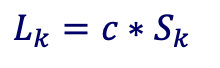 L_k = c * S_k